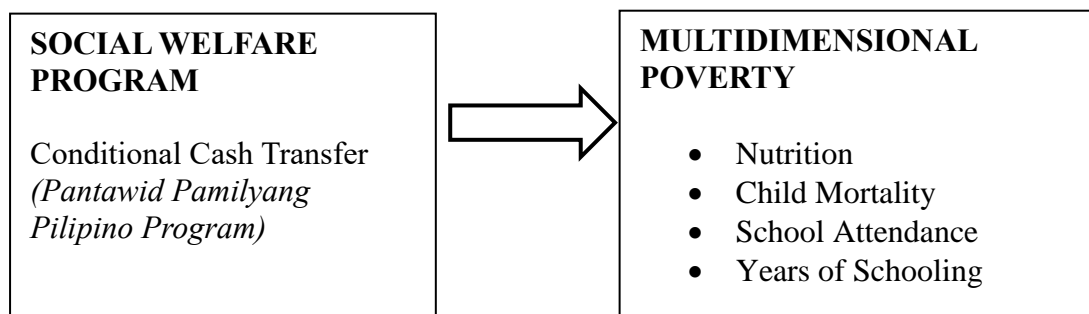 SOCIAL WELFARE
PROGRAM
Conditional Cash Transfer
(Pantawid Pamilyang
Pilipino Program)
MULTIDIMENSIONAL
POVERTY
• Nutrition
• Child Mortality
• School Attendance
• Years of Schooling